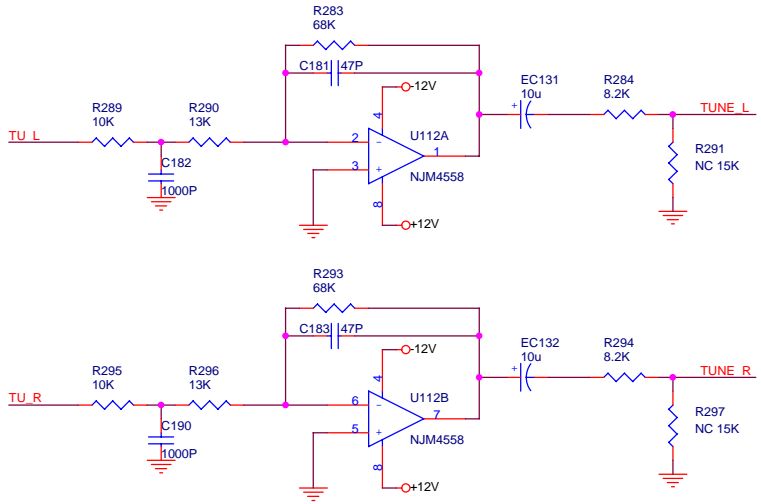 R283
68K
C181
47P
-12V
EC131
10u
R284
8.2K
R289
10K
R290
13K
4
TU_L
TUNE_L
2
U112A
1
C182
3
R291
NC 15K
NJM4558
1000P
8
+12V
R293
68K
C183
47P
-12V
EC132
10u
R294
8.2K
R295
10K
R296
13K
4
TU_R
TUNE_R
6
U112B
7
C190
5
R297
NC 15K
NJM4558
1000P
8
+12V